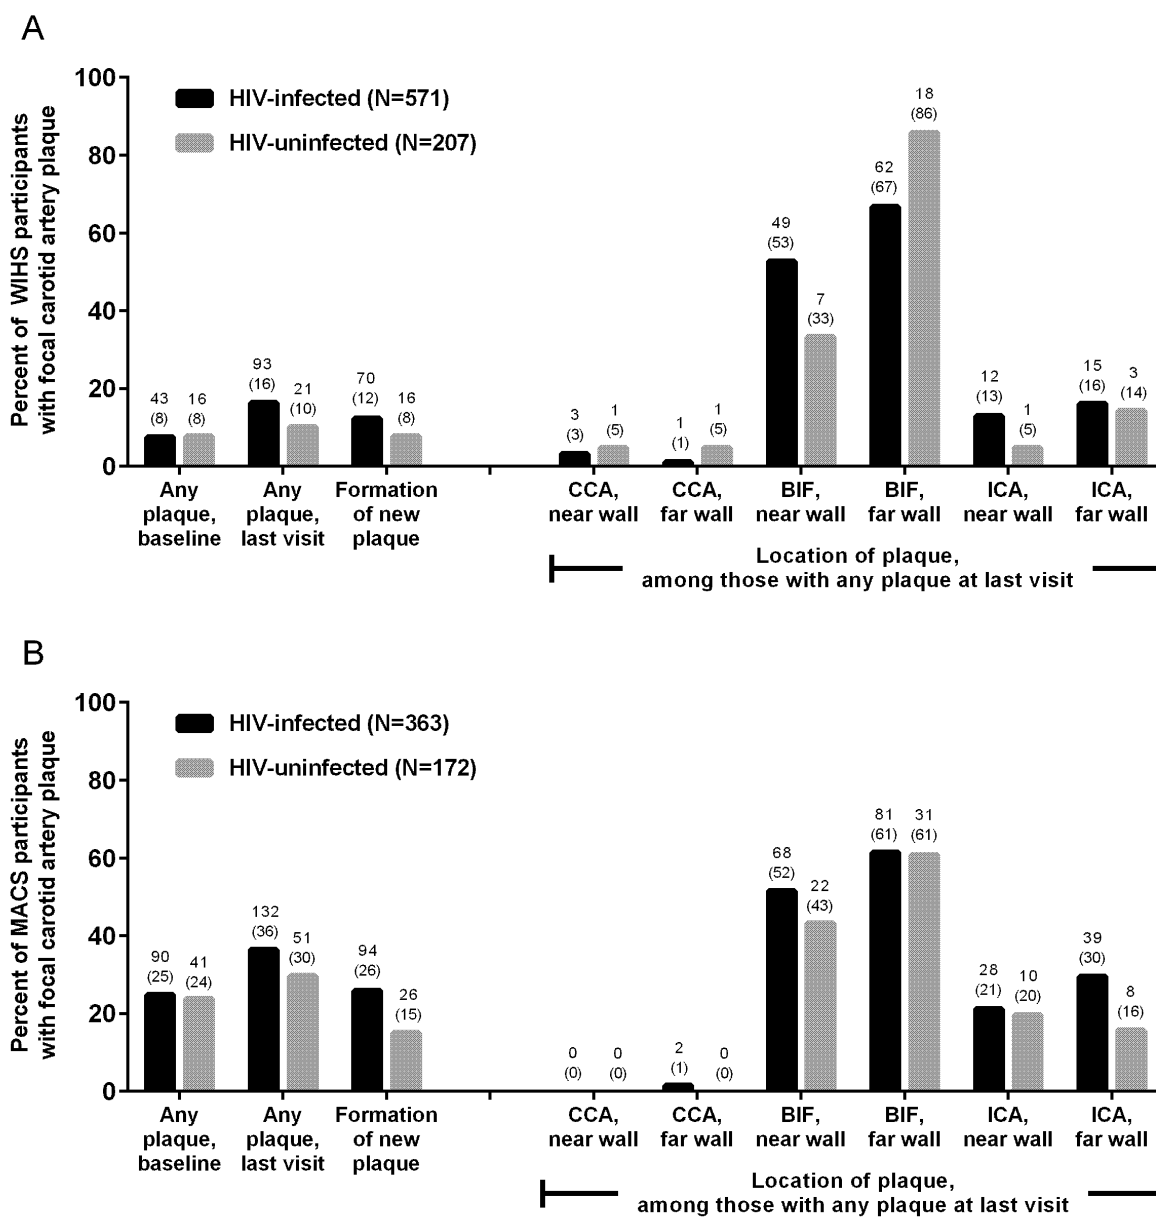 A
Percent of WIHS participants
with focal carotid artery plaque
100
80
60
40
20
0
HIV-infected (N=571)
HIV-uninfected (N=207)
43
(8)
16
(8)
93
(16)
21
(10)
70
(12)
16
(8)
3
(3)
1
(5)
1
(1)
1
(5)
49
(53)
7
(33)
62
(67)
18
(86)
12
(13)
1
(5)
15
(16)
3
(14)
Any
plaque,
baseline
Any
plaque,
last visit
Formation
of new
plaque
CCA,
near wall
CCA,
far wall
BIF,
near wall
BIF,
far wall
ICA,
near wall
ICA,
far wall
Location of plaque,
among those with any plaque at last visit
B
Percent of MACS participants
with focal carotid artery plaque
100
80
60
40
20
0
HIV-infected (N=363)
HIV-uninfected (N=172)
90
(25)
41
(24)
132
(36)
51
(30)
94
(26)
26
(15)
0
(0)
0
(0)
2
(1)
0
(0)
68
(52)
22
(43)
81
(61)
31
(61)
28
(21)
10
(20)
39
(30)
8
(16)
Any
plaque,
baseline
Any
plaque,
last visit
Formation
of new
plaque
CCA,
near wall
CCA,
far wall
BIF,
near wall
BIF,
far wall
ICA,
near wall
ICA,
far wall
Location of plaque,
among those with any plaque at last visit